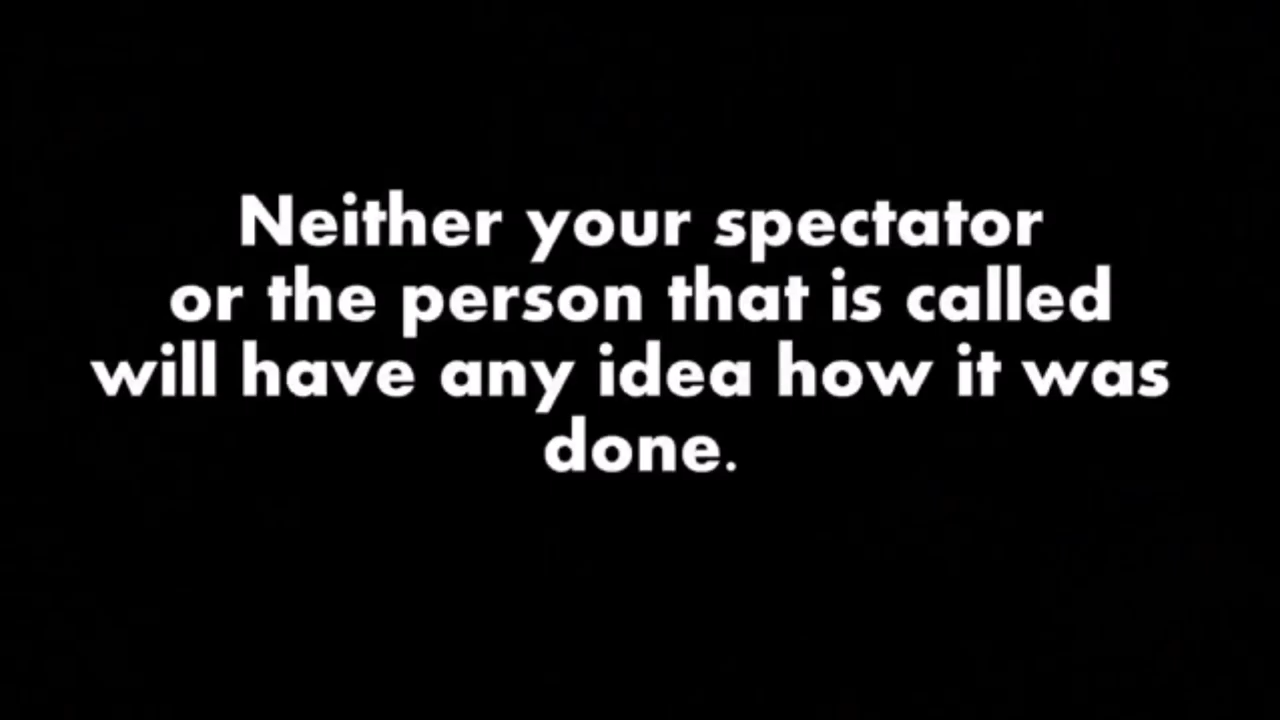 Neither your spectator
or the person that is called
will have any idea how it was
done.